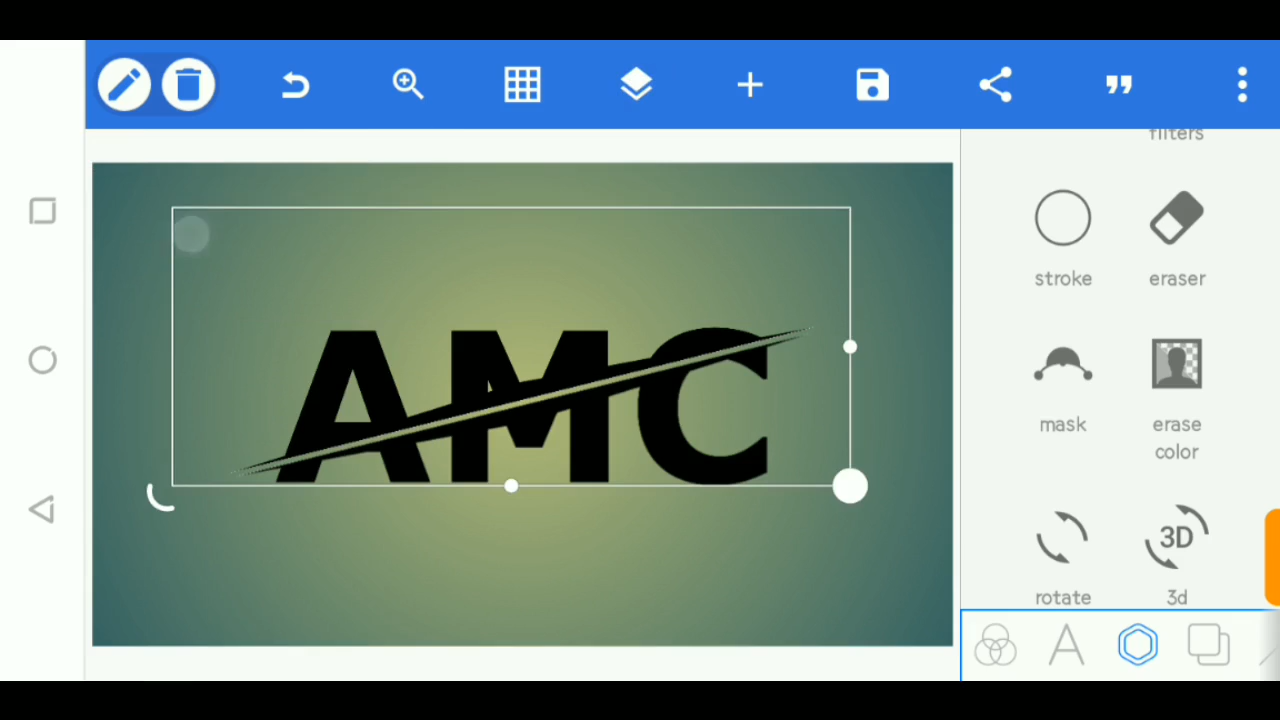 filters
stroke
eraser
AMC
mask
erase
color
3D
rotate
3d
A